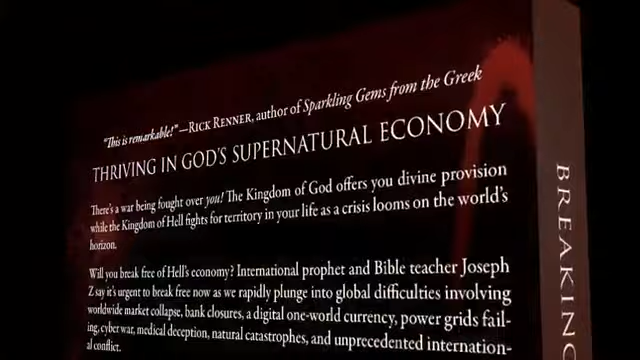 "This is remarkable!" —RICK RENNER, author of Sparkling Gems from the Greek
THRIVING IN GOD'S SUPERNATURAL ECONOMY
There's a war being fought over you! The Kingdom of God offers you divine provision
while the Kingdom of Hell fights for territory in your life as a crisis looms on the world's
horizon.
Will you break free of Hell's economy? International prophet and Bible teacher Joseph
Z say it's urgent to break free now as we rapidly plunge into global difficulties involving
worldwide market collapse, bank closures, a digital one-world currency, power grids fail-
ing, cyber war, medical deception, natural catastrophes, and unprecedented internation-
al conflict.
BREAKING